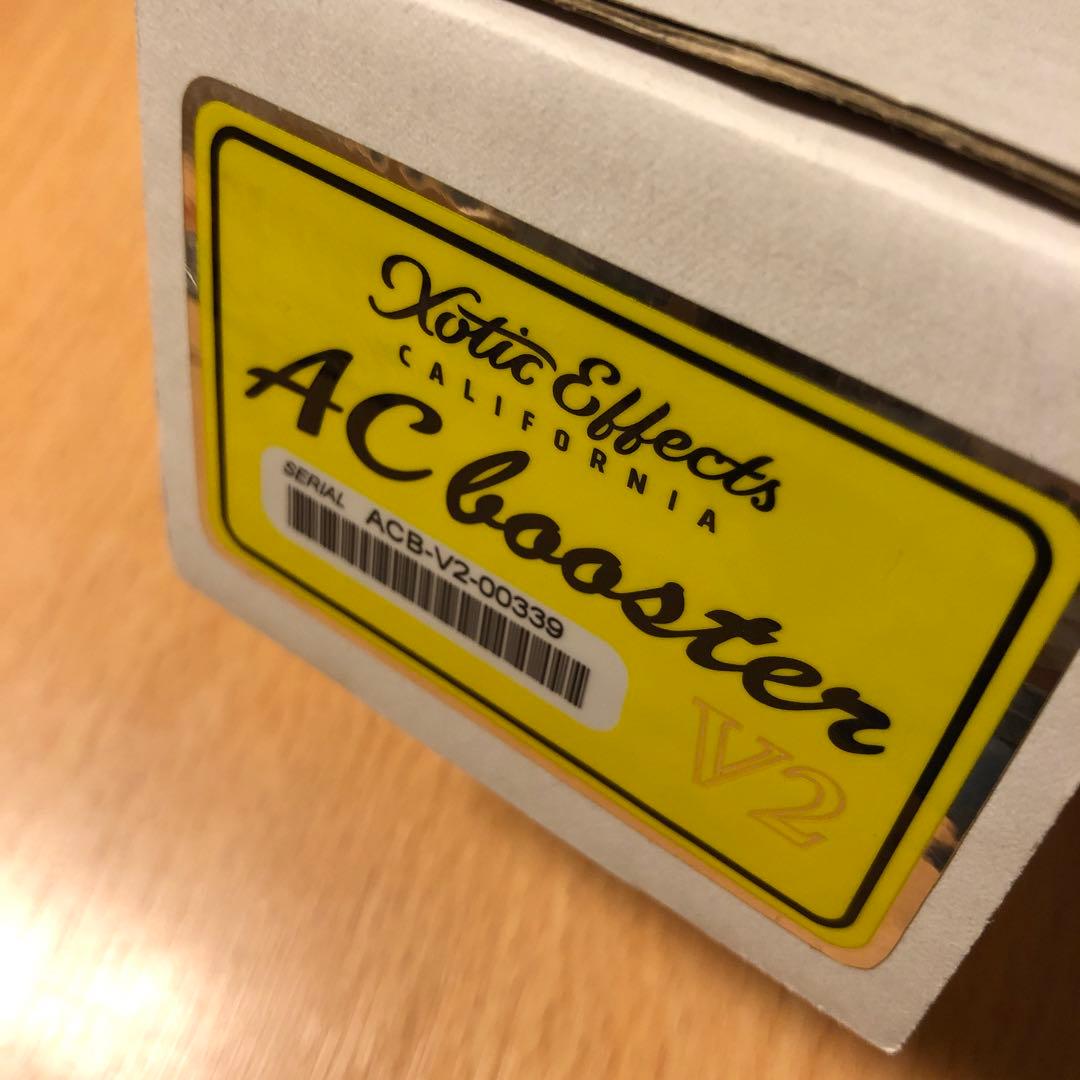 Xotic Effects
CALIFORNIA
AC booster
SERIAL ACB-V2-00339
V2